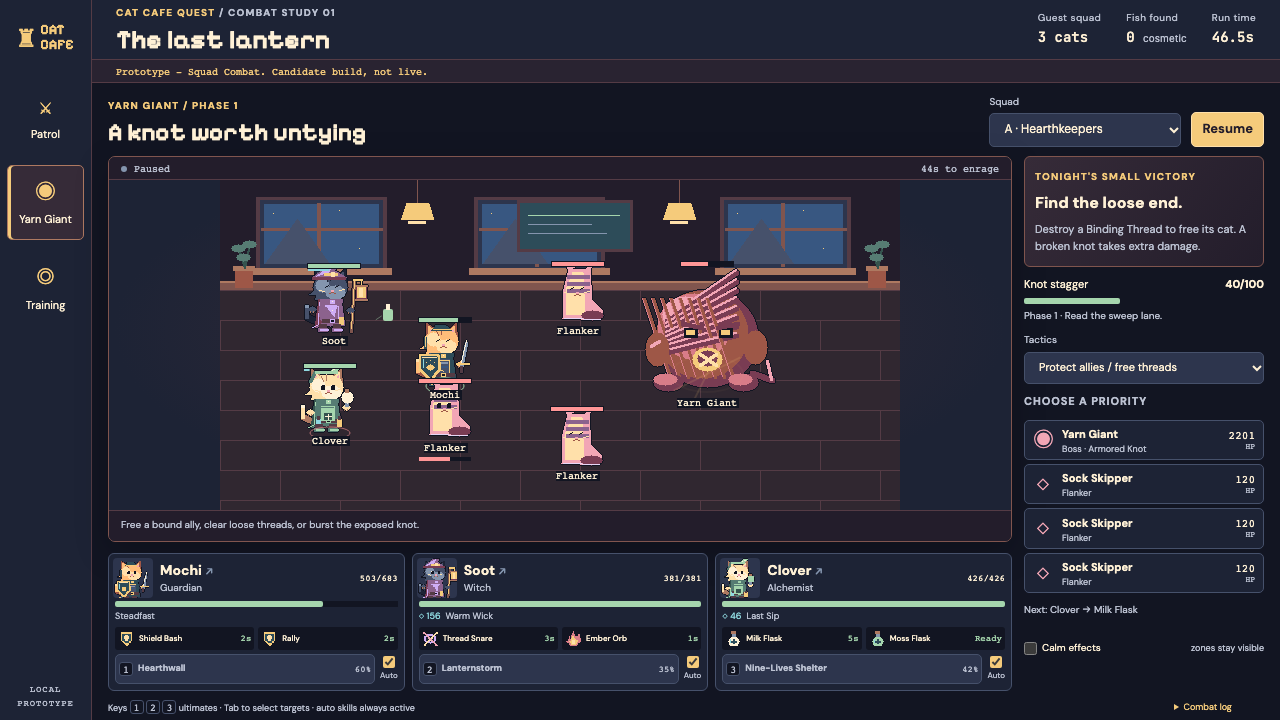 OAT
OAFE
CAT CAFE QUEST / COMBAT STUDY 01
The last lantern
Guest squad
3 cats
Fish found
0 cosmetic
Run time
46.5s
Prototype — Squad Combat. Candidate build, not live.
Patrol
Yarn Giant
Training
LOCAL
PROTOTYPE
YARN GIANT / PHASE 1
A knot worth untying
Squad
A · Hearthkeepers
Resume
Paused
44s to enrage
Soot
Flanker
Mochi
Yarn Giant
Clover
Flanker
Flanker
Free a bound ally, clear loose threads, or burst the exposed knot.
TONIGHT'S SMALL VICTORY
Find the loose end.
Destroy a Binding Thread to free its cat. A
broken knot takes extra damage.
Knot stagger
40/100
Phase 1 · Read the sweep lane.
Tactics
Protect allies / free threads
CHOOSE A PRIORITY
Yarn Giant
Boss · Armored Knot
2201
HP
Sock Skipper
Flanker
120
HP
Sock Skipper
Flanker
120
HP
Sock Skipper
Flanker
120
HP
Next: Clover → Milk Flask
Calm effects
zones stay visible
Combat log
Mochi ↗
Guardian
503/683
Steadfast
Shield Bash 2s
Rally 2s
1 Hearthwall 60%
Auto
Soot ↗
Witch
381/381
◇ 156 Warm Wick
Thread Snare 3s
Ember Orb 1s
2 Lanternstorm 35%
Auto
Clover ↗
Alchemist
426/426
◇ 46 Last Sip
Milk Flask 5s
Moss Flask Ready
3 Nine-Lives Shelter 42%
Auto
Keys 1 2 3 ultimates · Tab to select targets · auto skills always active